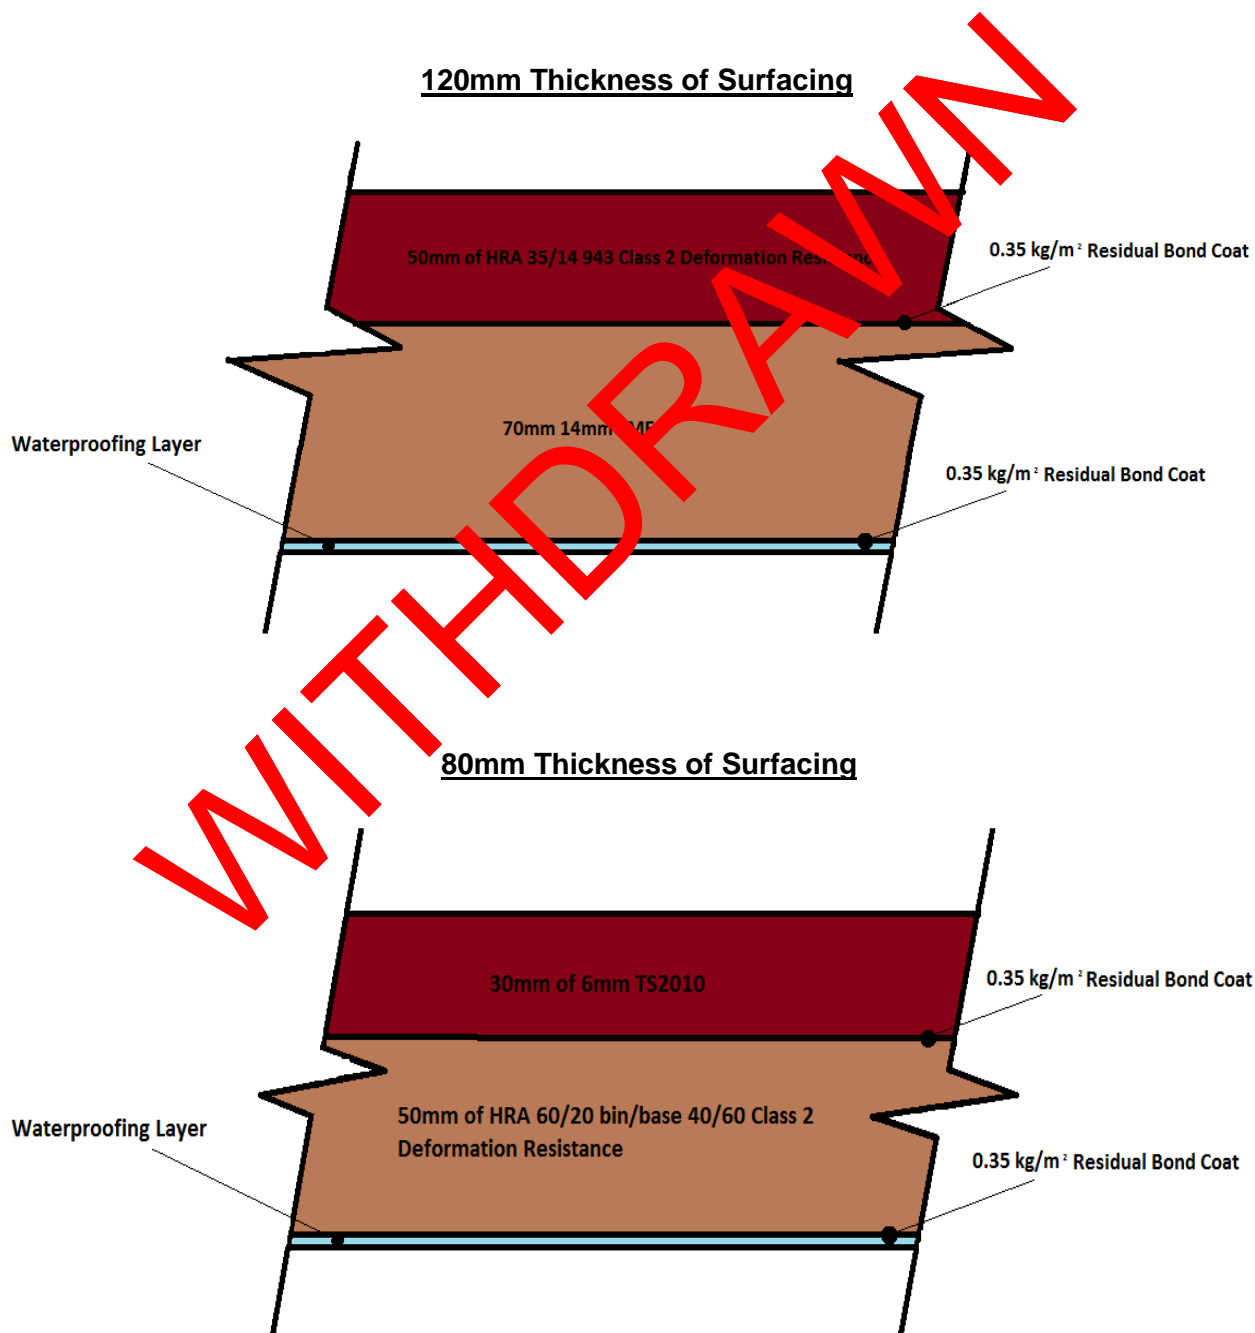 120mm Thickness of Surfacing
50mm of HRA 35/14 943 Class 2 Deformation
0.35 kg/m² Residual Bond Coat
70mm 14mm
Waterproofing Layer
0.35 kg/m² Residual Bond Coat
WITHDRAWN
80mm Thickness of Surfacing
30mm of 6mm TS2010
0.35 kg/m² Residual Bond Coat
50mm of HRA 60/20 bin/base 40/60 Class 2
Deformation Resistance
Waterproofing Layer
0.35 kg/m² Residual Bond Coat